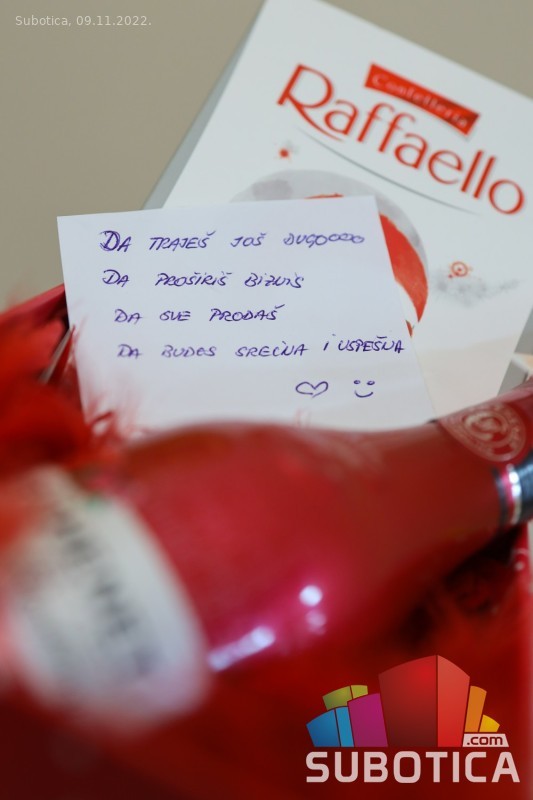 Subotica, 09.11.2022.
Confetteria
Raffaello
DA TRAJEŠ JOŠ DUGOOOO
DA PROŠIRIŠ BIZNIS
DA SVE PRODAŠ
DA BUDES SREĆNA i USPEŠNA
.com
SUBOTICA